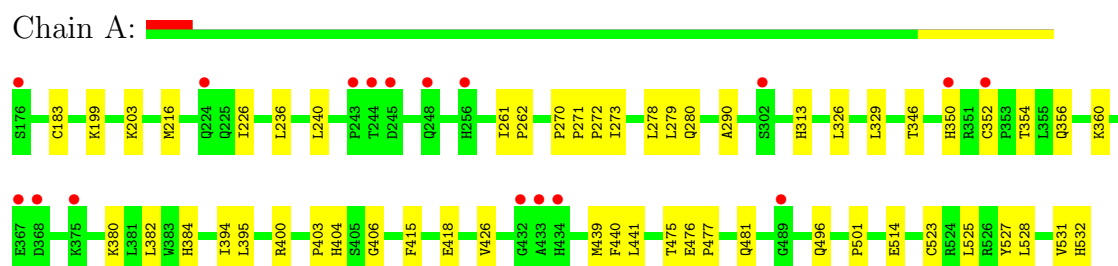 Chain A:
S176 C183 K199 K203 M216 Q224 Q225 I226 L236 L240 P243 T244 D245 Q248 H256 I261 P262 P270 P271 P272 I273 L278 L279 Q280 A290 S302 H313 L326 L329 T346 H350 R351 C352 P353 T354 L355 Q356 K360
E367 D368 K375 K380 L381 L382 W383 H384 I394 L395 R400 P403 H404 S405 G406 F415 E418 V426 G432 A433 H434 M439 F440 L441 T475 E476 P477 Q481 G489 Q496 P501 E514 C523 R524 L525 R526 Y527 L528 V531 H532